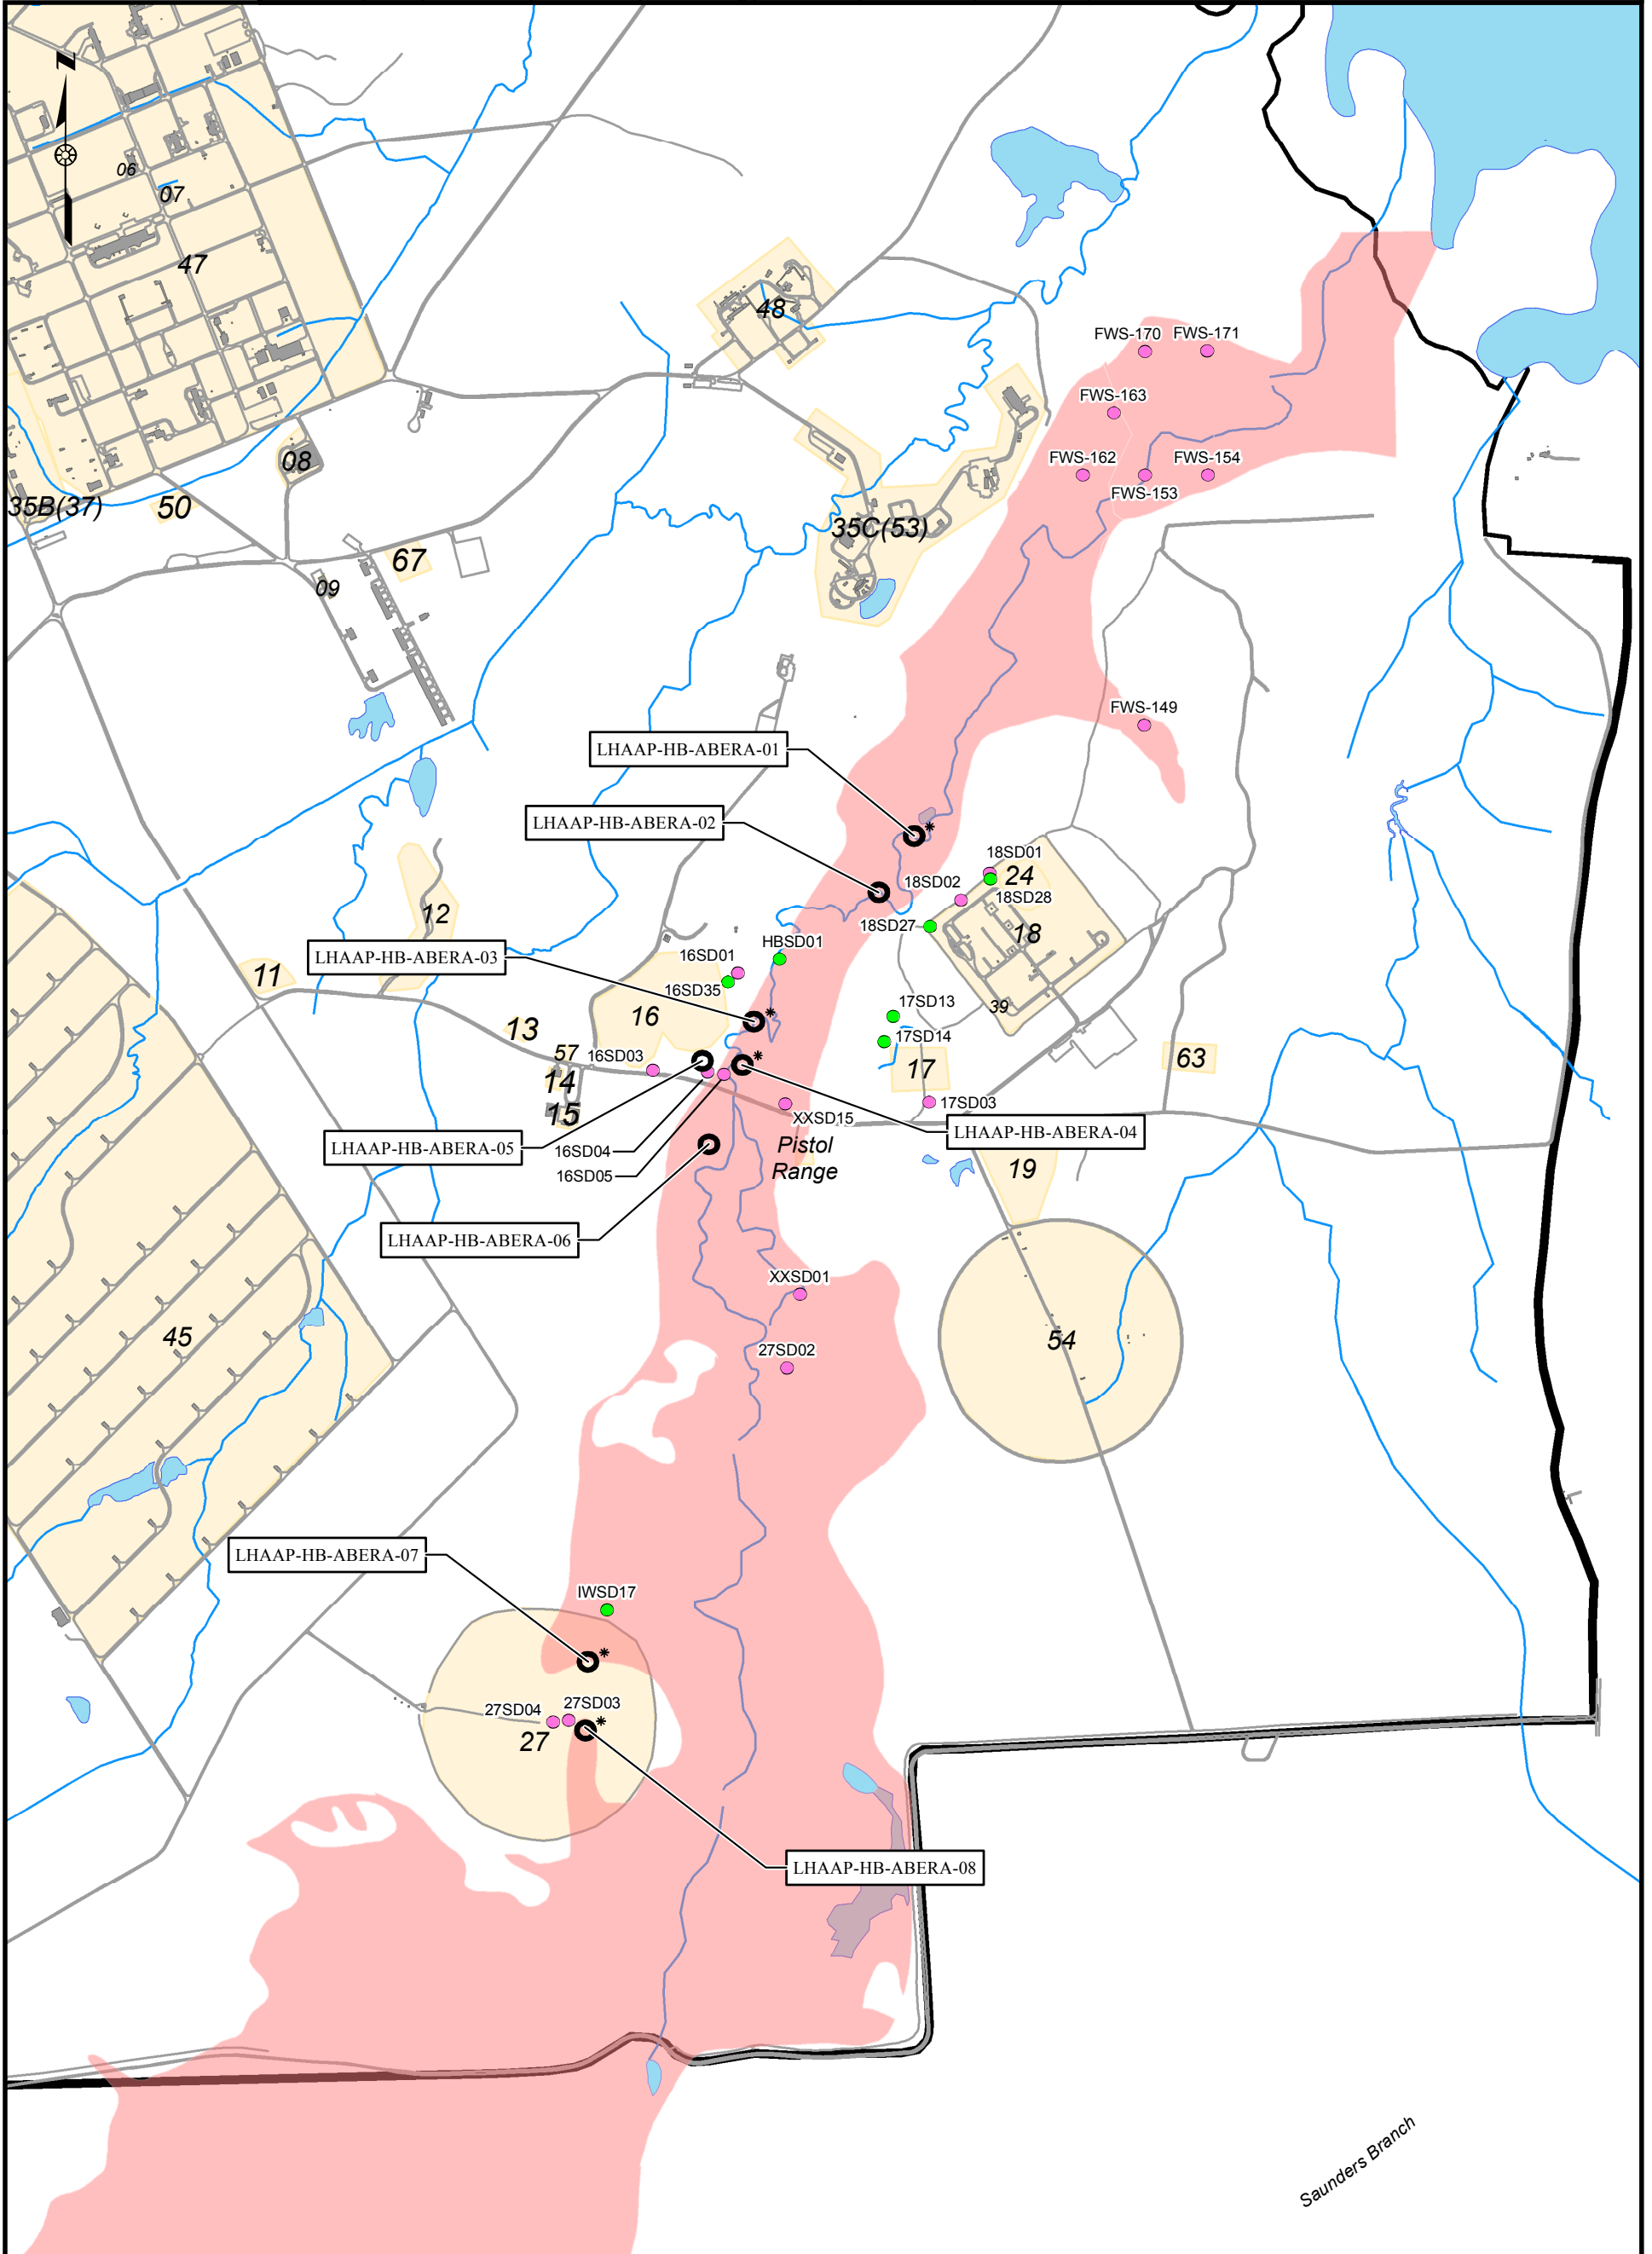 N
06
07
47
48
FWS-170
FWS-171
FWS-163
FWS-162
FWS-154
FWS-153
08
35B(37)
50
35C(53)
67
09
FWS-149
LHAAP-HB-ABERA-01
*
LHAAP-HB-ABERA-02
18SD01
24
18SD02
18SD28
12
18SD27
18
HBSD01
LHAAP-HB-ABERA-03
16SD01
11
16SD35
39
17SD13
*
16
13
17SD14
57
16SD03
*
63
17
14
17SD03
15
XXSD15
LHAAP-HB-ABERA-04
LHAAP-HB-ABERA-05
16SD04
Pistol
Range
19
16SD05
LHAAP-HB-ABERA-06
XXSD01
45
54
27SD02
LHAAP-HB-ABERA-07
IWSD17
*
27SD04
27SD03
*
27
LHAAP-HB-ABERA-08
Saunders Branch